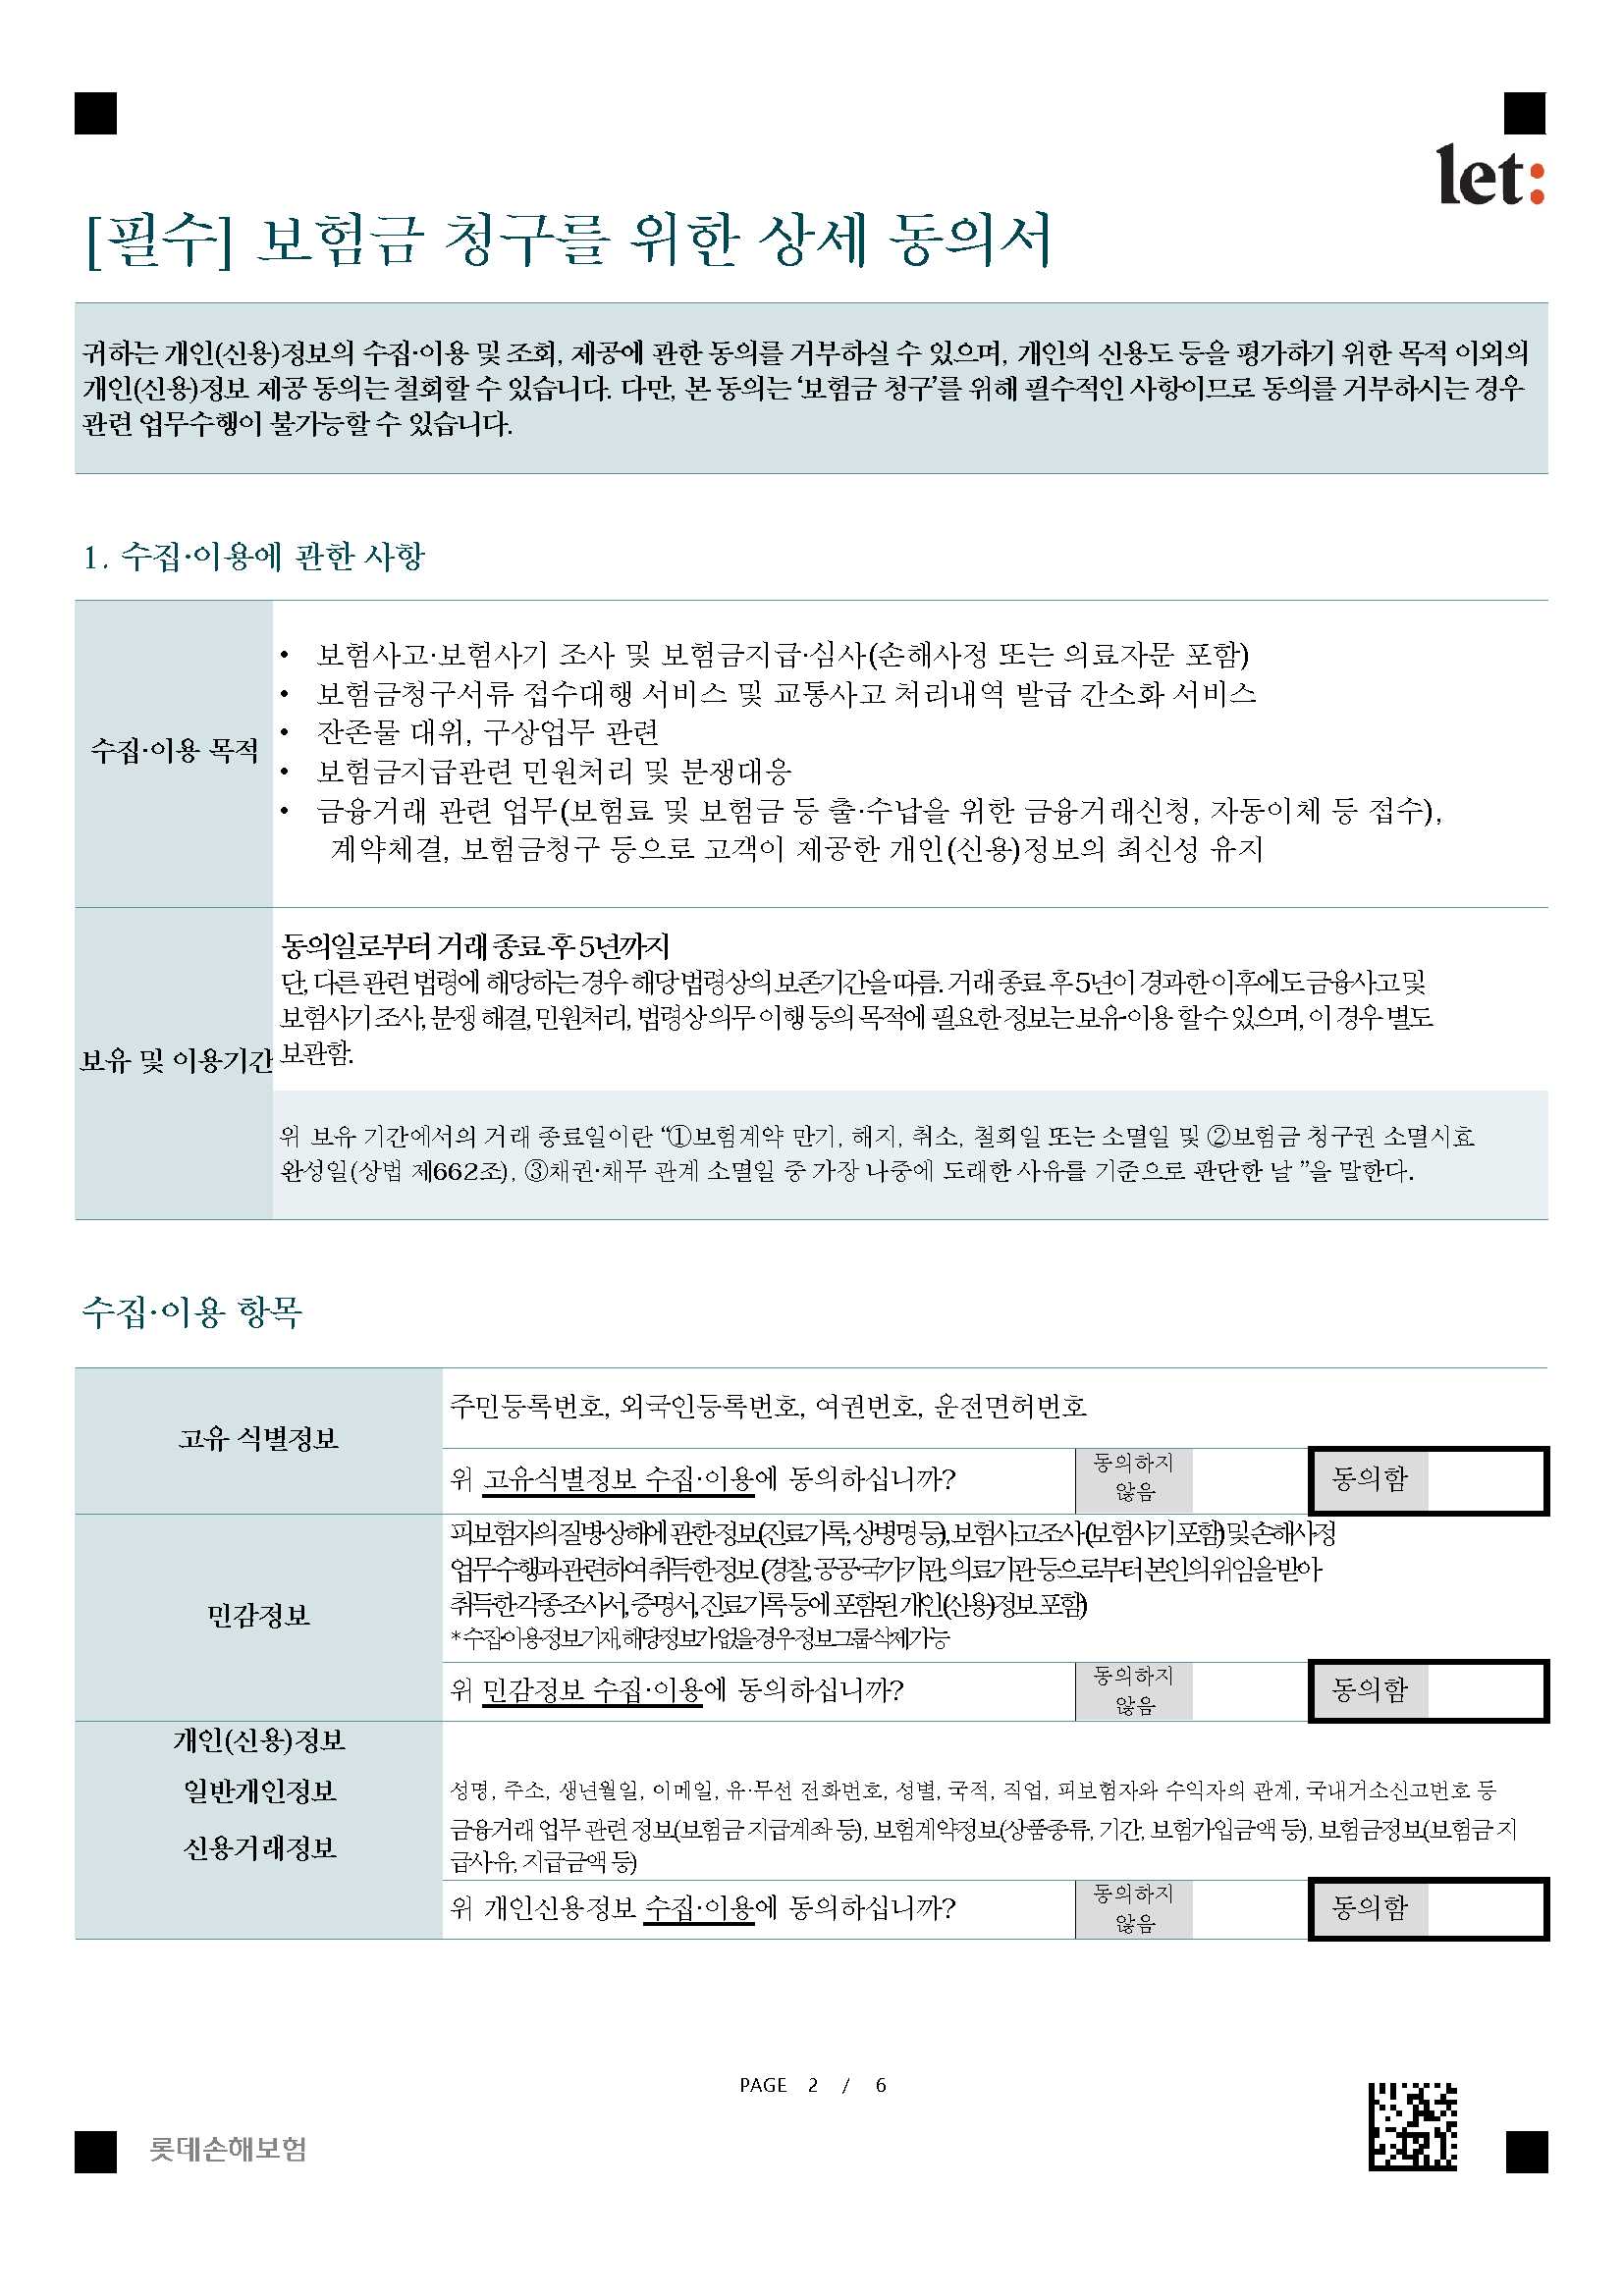 let:
[필수] 보험금 청구를 위한 상세 동의서
귀하는 개인(신용)정보의 수집·이용 및 조회, 제공에 관한 동의를 거부하실 수 있으며, 개인의 신용도 등을 평가하기 위한 목적 이외의
개인(신용)정보 제공 동의는 철회할 수 있습니다. 다만, 본 동의는 ‘보험금 청구’를 위해 필수적인 사항이므로 동의를 거부하시는 경우
관련 업무수행이 불가능할 수 있습니다.
1. 수집·이용에 관한 사항
수집·이용 목적
• 보험사고·보험사기 조사 및 보험금지급·심사(손해사정 또는 의료자문 포함)
• 보험금청구서류 접수대행 서비스 및 교통사고 처리내역 발급 간소화 서비스
• 잔존물 대위, 구상업무 관련
• 보험금지급관련 민원처리 및 분쟁대응
• 금융거래 관련 업무(보험료 및 보험금 등 출·수납을 위한 금융거래신청, 자동이체 등 접수),
계약체결, 보험금청구 등으로 고객이 제공한 개인(신용)정보의 최신성 유지
보유 및 이용기간
동의일로부터 거래 종료 후 5년까지
단, 다른 관련 법령에 해당하는 경우 해당 법령상의 보존기간을 따름. 거래 종료 후 5년이 경과한 이후에도 금융사고 및
보험사기 조사, 분쟁 해결, 민원처리, 법령상 의무 이행 등의 목적에 필요한 정보는 보유·이용 할 수 있으며, 이 경우 별도
보관함.
위 보유 기간에서의 거래 종료일이란 “①보험계약 만기, 해지, 취소, 철회일 또는 소멸일 및 ②보험금 청구권 소멸시효
완성일(상법 제662조), ③채권·채무 관계 소멸일 중 가장 나중에 도래한 사유를 기준으로 판단한 날 ”을 말한다.
수집·이용 항목
고유 식별정보
주민등록번호, 외국인등록번호, 여권번호, 운전면허번호
위 고유식별정보 수집·이용에 동의하십니까?
동의하지
않음
동의함
민감정보
피보험자의 질병·상해에 관한 정보(진료기록, 상병명 등), 보험사고 조사(보험사기 포함) 및 손해사정
업무 수행과 관련하여 취득한 정보 (경찰, 공공·국가기관, 의료기관 등으로부터 본인의 위임을 받아
취득한 각종 조사서, 증명서, 진료기록 등에 포함된 개인(신용)정보 포함)
* 수집·이용 정보 기재, 해당 정보가 없을 경우 정보그룹 삭제 가능
위 민감정보 수집·이용에 동의하십니까?
동의하지
않음
동의함
개인(신용)정보
일반개인정보
성명, 주소, 생년월일, 이메일, 유·무선 전화번호, 성별, 국적, 직업, 피보험자와 수익자의 관계, 국내거소신고번호 등
신용거래정보
금융거래 업무 관련 정보(보험금 지급계좌 등), 보험계약정보(상품종류, 기간, 보험가입금액 등), 보험금정보(보험금 지
급사유, 지급금액 등)
위 개인신용정보 수집·이용에 동의하십니까?
동의하지
않음
동의함
PAGE 2 / 6
롯데손해보험